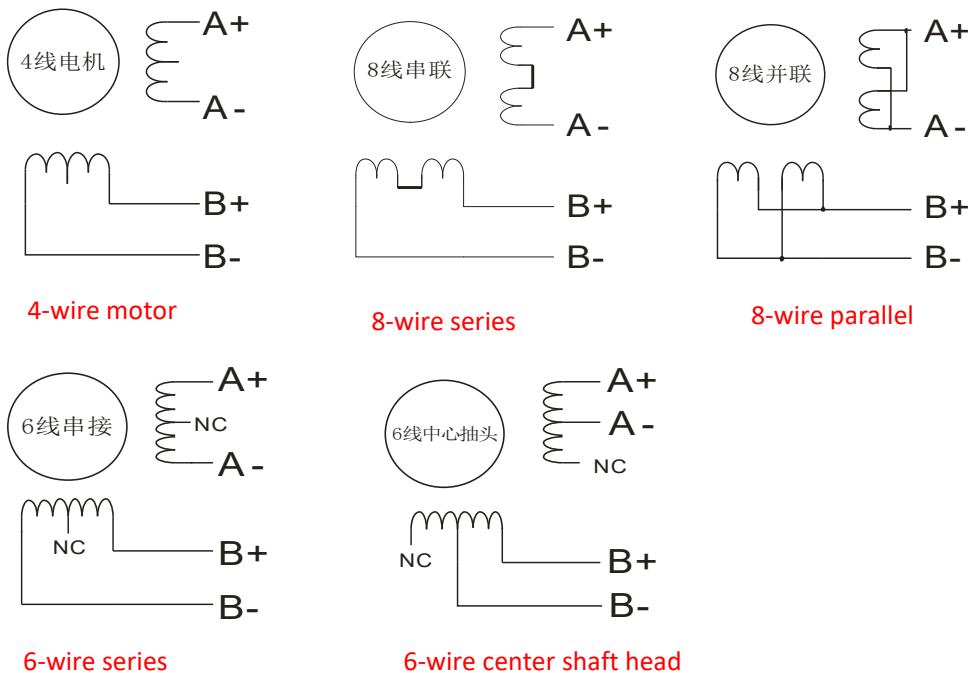 4线电机
A+
A-
B+
B-
4-wire motor
8线串联
A+
A-
B+
B-
8-wire series
8线并联
A+
A-
B+
B-
8-wire parallel
6线串接
A+
NC
A-
NC
B+
B-
6-wire series
6线中心抽头
A+
A-
NC
NC
B+
B-
6-wire center shaft head